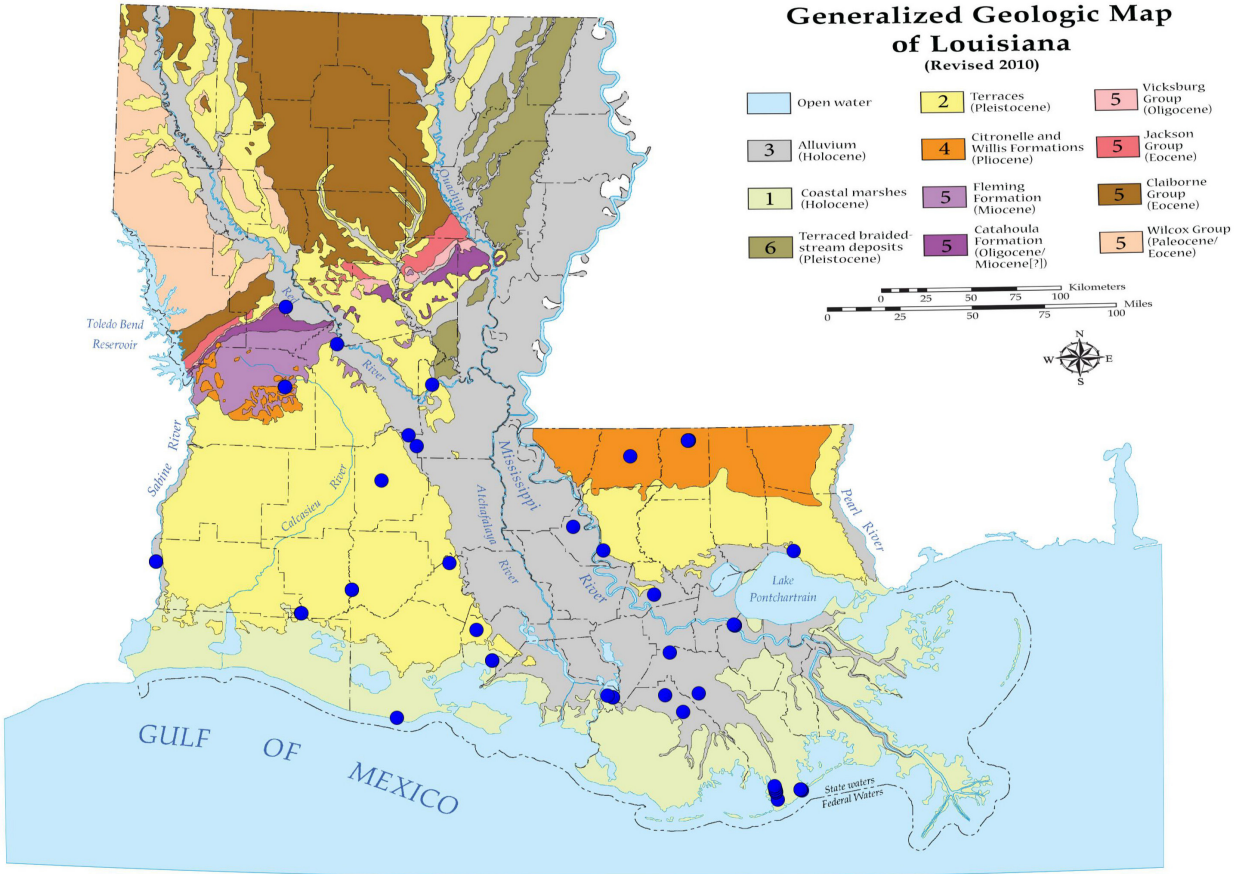 Generalized Geologic Map
of Louisiana
(Revised 2010)
Open water
3
Alluvium
(Holocene)
1
Coastal marshes
(Holocene)
6
Terraced braided-
stream deposits
(Pleistocene)
2
Terraces
(Pleistocene)
4
Citronelle and
Willis Formations
(Pliocene)
5
Fleming
Formation
(Miocene)
5
Catahoula
Formation
(Oligocene/
Miocene[?])
5
Vicksburg
Group
(Oligocene)
5
Jackson
Group
(Eocene)
5
Claiborne
Group
(Eocene)
5
Wilcox Group
(Paleocene/
Eocene)
0 25 50 75 100 Kilometers
0 25 50 75 100 Miles
N
W E
S
Ouachita R.
Red
River
Toledo Bend
Reservoir
Sabine River
Calcasieu River
Mississippi
River
Atchafalaya
River
Pearl River
Lake
Pontchartrain
GULF OF MEXICO
State waters
Federal Waters